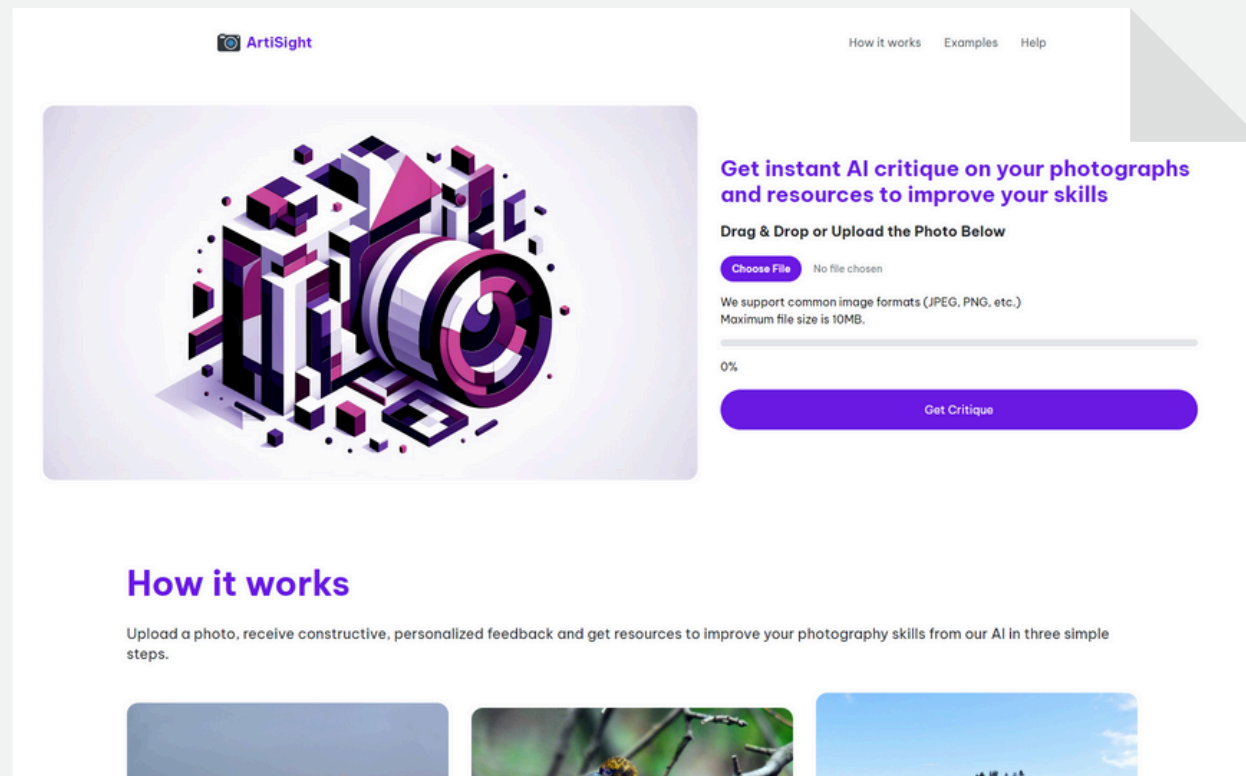 ArtiSight
How it works
Examples
Help
Get instant AI critique on your photographs
and resources to improve your skills
Drag & Drop or Upload the Photo Below
Choose File No file chosen
We support common image formats (JPEG, PNG, etc.)
Maximum file size is 10MB.
0%
Get Critique
How it works
Upload a photo, receive constructive, personalized feedback and get resources to improve your photography skills from our AI in three simple
steps.